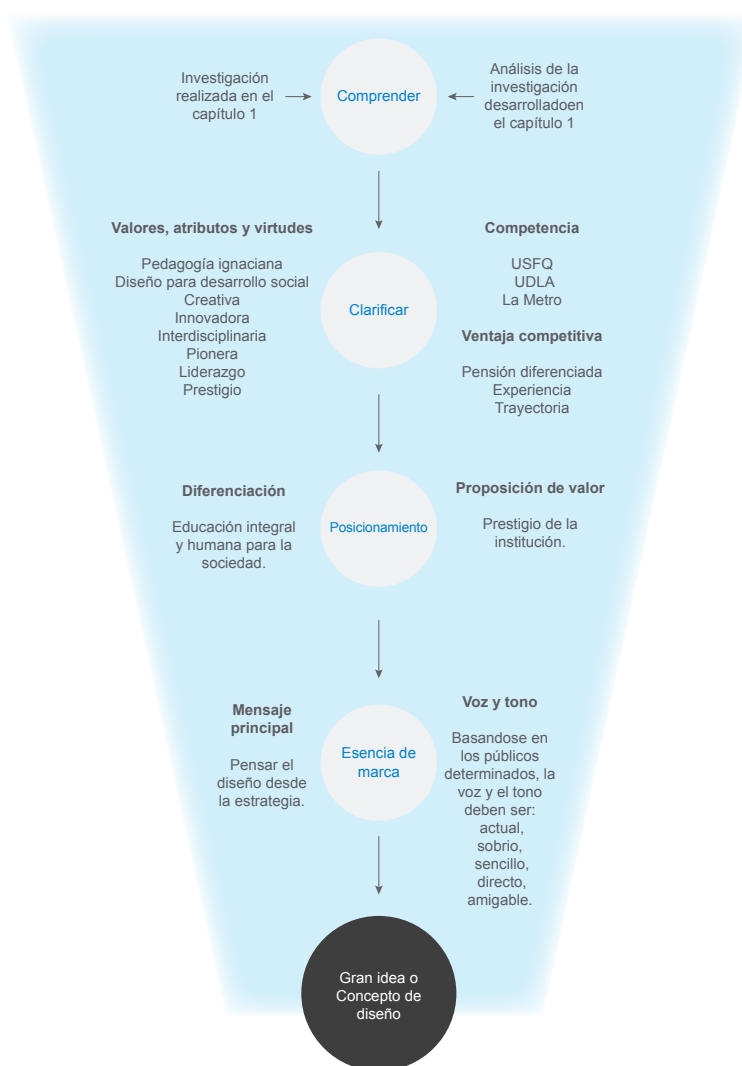 Investigación
realizada en el
capítulo 1
Comprender
Análisis de la
investigación
desarrolladoen
el capítulo 1
Valores, atributos y virtudes
Pedagogía ignaciana
Diseño para desarrollo social
Creativa
Innovadora
Interdisciplinaria
Pionera
Liderazgo
Prestigio
Clarificar
Competencia
USFQ
UDLA
La Metro
Ventaja competitiva
Pensión diferenciada
Experiencia
Trayectoria
Diferenciación
Educación integral
y humana para la
sociedad.
Posicionamiento
Proposición de valor
Prestigio de la
institución.
Mensaje
principal
Pensar el
diseño desde
la estrategia.
Esencia de
marca
Voz y tono
Basandose en
los públicos
determinados, la
voz y el tono
deben ser:
actual,
sobrio,
sencillo,
directo,
amigable.
Gran idea o
Concepto de
diseño